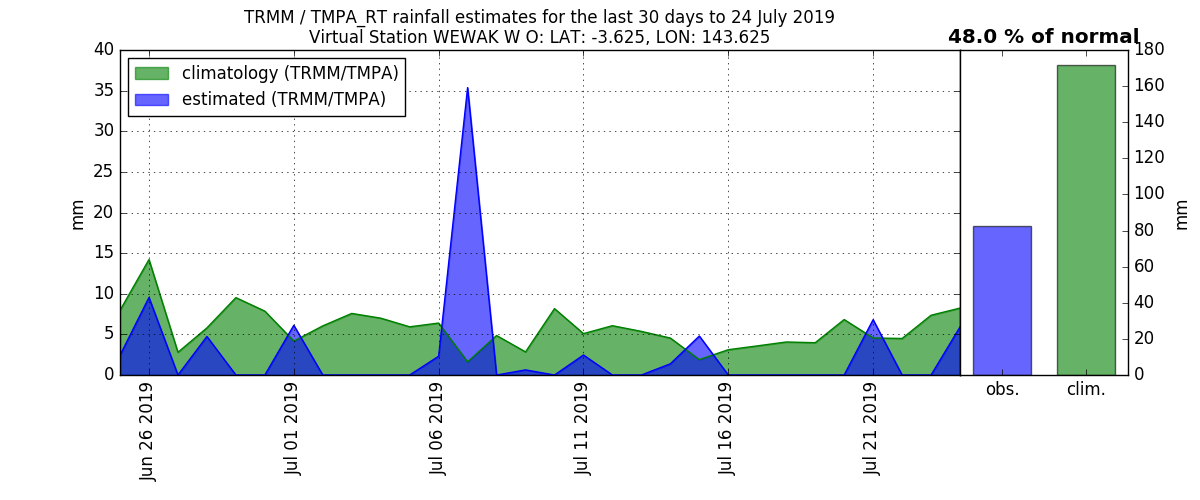 TRMM / TMPA_RT rainfall estimates for the last 30 days to 24 July 2019
Virtual Station WEWAK W O: LAT: -3.625, LON: 143.625
48.0 % of normal
climatology (TRMM/TMPA)
estimated (TRMM/TMPA)
40
35
30
25
20
15
10
5
0
mm
Jun 26 2019
Jul 01 2019
Jul 06 2019
Jul 11 2019
Jul 16 2019
Jul 21 2019
180
160
140
120
100
80
60
40
20
0
mm
obs.
clim.